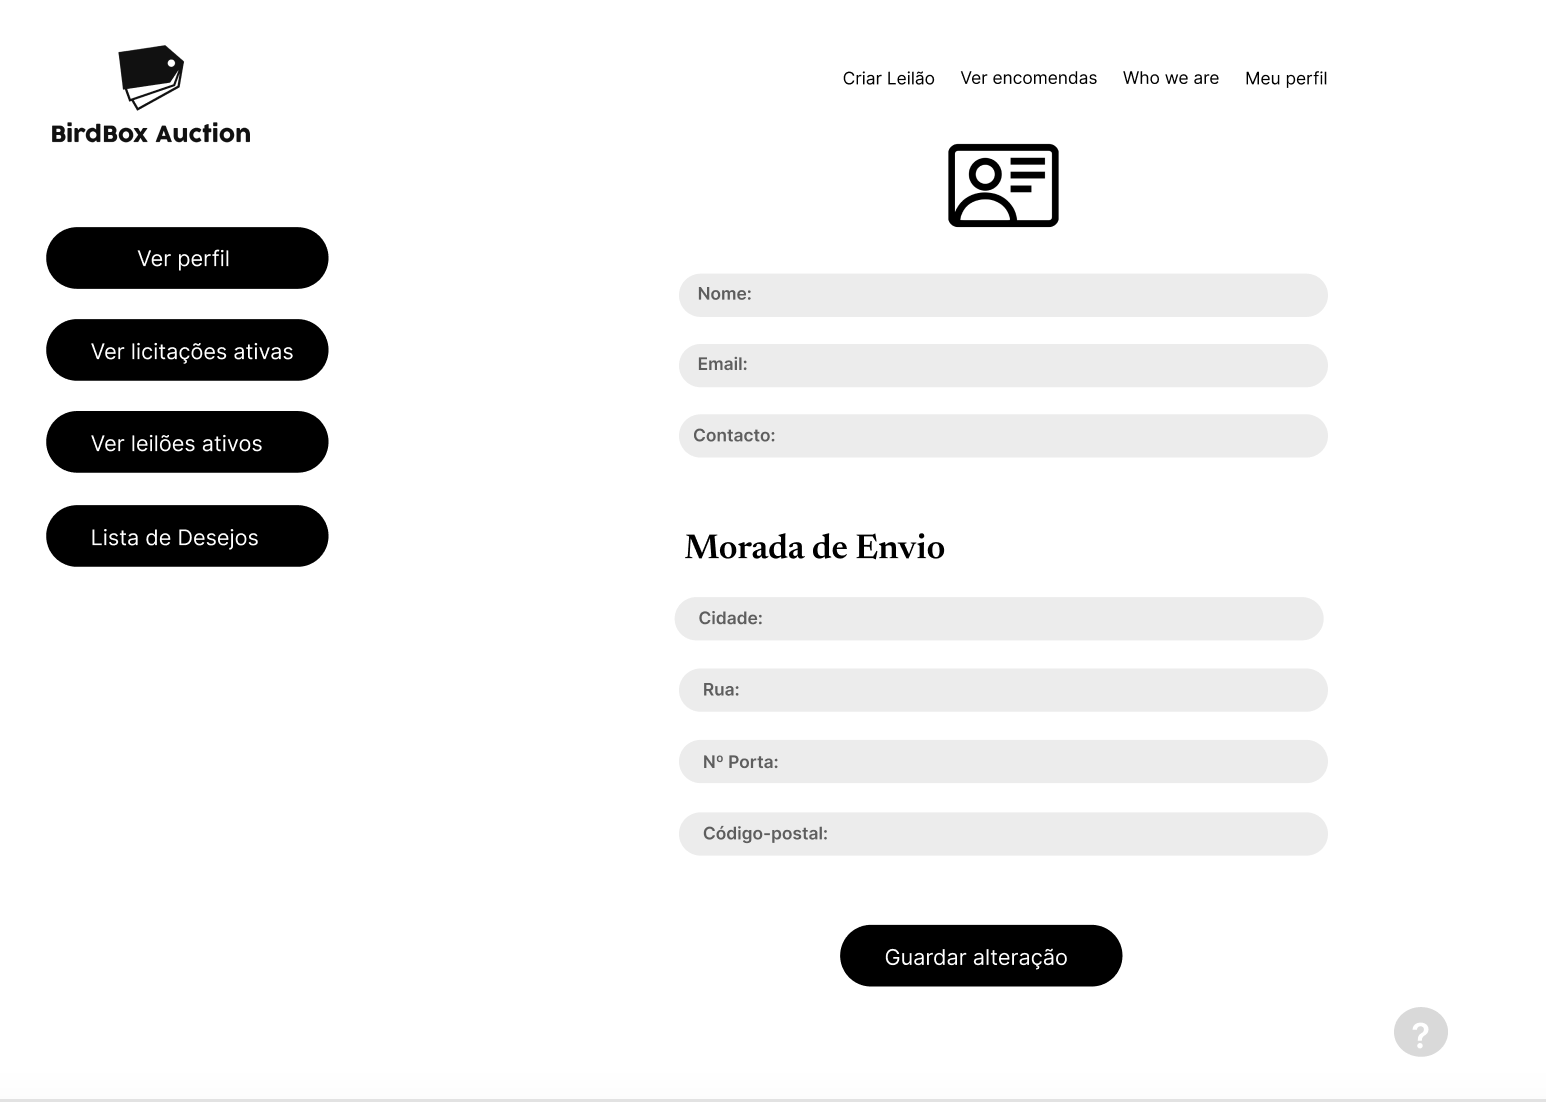 BirdBox Auction
Criar Leilão
Ver encomendas
Who we are
Meu perfil
Ver perfil
Ver licitações ativas
Ver leilões ativos
Lista de Desejos
Nome:
Email:
Contacto:
Morada de Envio
Cidade:
Rua:
Nº Porta:
Código-postal:
Guardar alteração
?